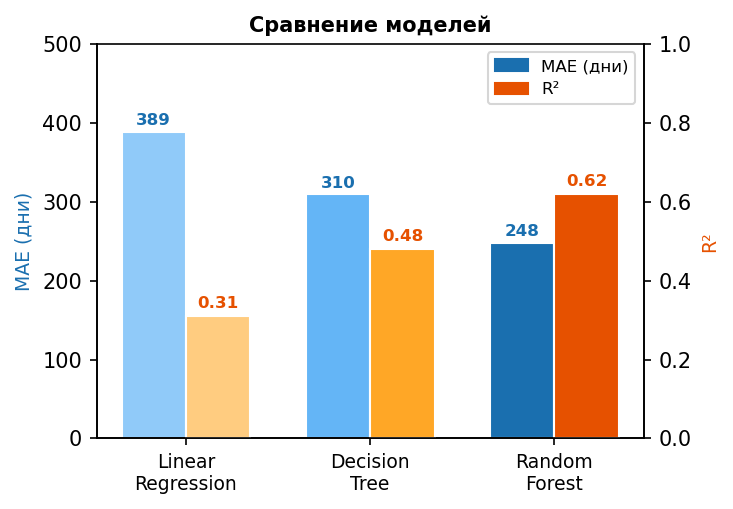 Сравнение моделей
MAE (дни)
R²
500
400
300
200
100
0
MAE (дни)
1.0
0.8
0.6
0.4
0.2
0.0
R²
389
0.31
310
0.48
248
0.62
Linear
Regression
Decision
Tree
Random
Forest